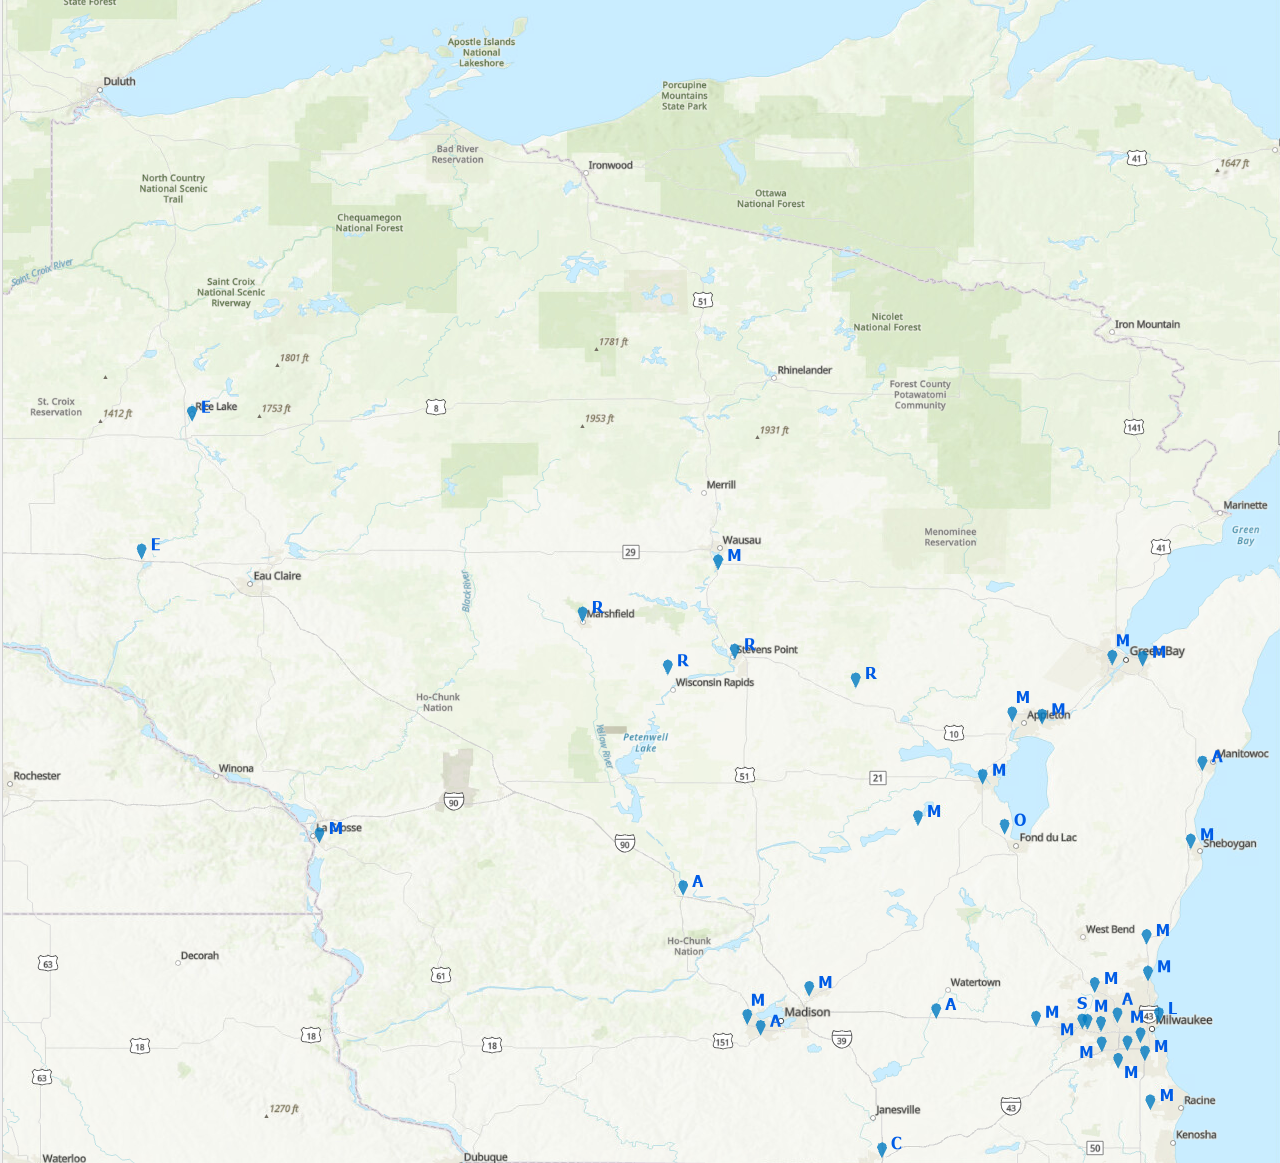 State Forest
Apostle Islands
National
Lakeshore
Duluth
Porcupine
Mountains
State Park
Bad River
Reservation
41
1647 ft
Ironwood
North Country
National Scenic
Trail
Ottawa
National Forest
Chequamegon
National Forest
Saint Croix River
Saint Croix
National Scenic
Riverway
51
Nicolet
National Forest
Iron Mountain
1781 ft
1801 ft
Rhinelander
St. Croix
Reservation
1412 ft
E
Rice Lake
1753 ft
8
1953 ft
1931 ft
Forest County
Potawatomi
Community
141
Merrill
Marinette
Green
Bay
Menominee
Reservation
41
E
29
Wausau
M
Eau Claire
Black River
R
Marshfield
R
Stevens Point
M
M
Green Bay
R
Wisconsin Rapids
R
Ho-Chunk
Nation
M
M
Appleton
Yellow River
Petenwell
Lake
10
A
Manitowoc
Rochester
Winona
90
51
21
M
M
La Crosse
90
M
O
Fond du Lac
M
Sheboygan
A
Decorah
63
61
Ho-Chunk
Nation
West Bend
M
M
M
Watertown
M
M
Madison
A
A
M
S
M
A
M
43
L
Milwaukee
M
M
M
M
18
18
18
151
39
63
1270 ft
Janesville
43
M
Racine
Kenosha
C
50
Waterloo
Dubuque